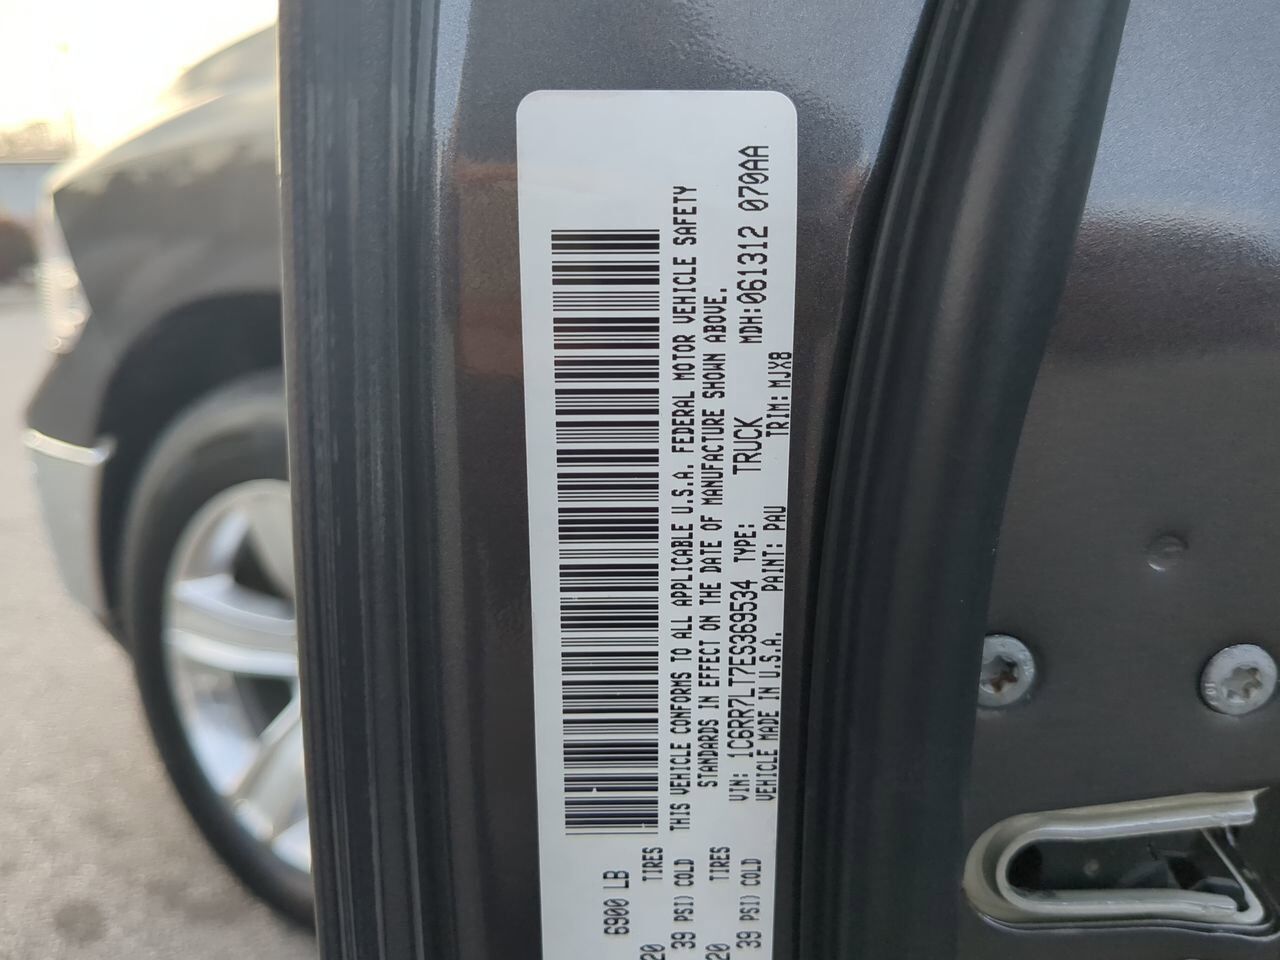 6900 LB
20 TIRES
39 PSI) COLD
20 TIRES
39 PSI) COLD
THIS VEHICLE CONFORMS TO ALL APPLICABLE U.S.A. FEDERAL MOTOR VEHICLE SAFETY
STANDARDS IN EFFECT ON THE DATE OF MANUFACTURE SHOWN ABOVE.
VIN: 1C6RR7LT7ES369534 TYPE: TRUCK MDH:061312 070AA
VEHICLE MADE IN U.S.A. PAINT: PAU TRIM: MJX8